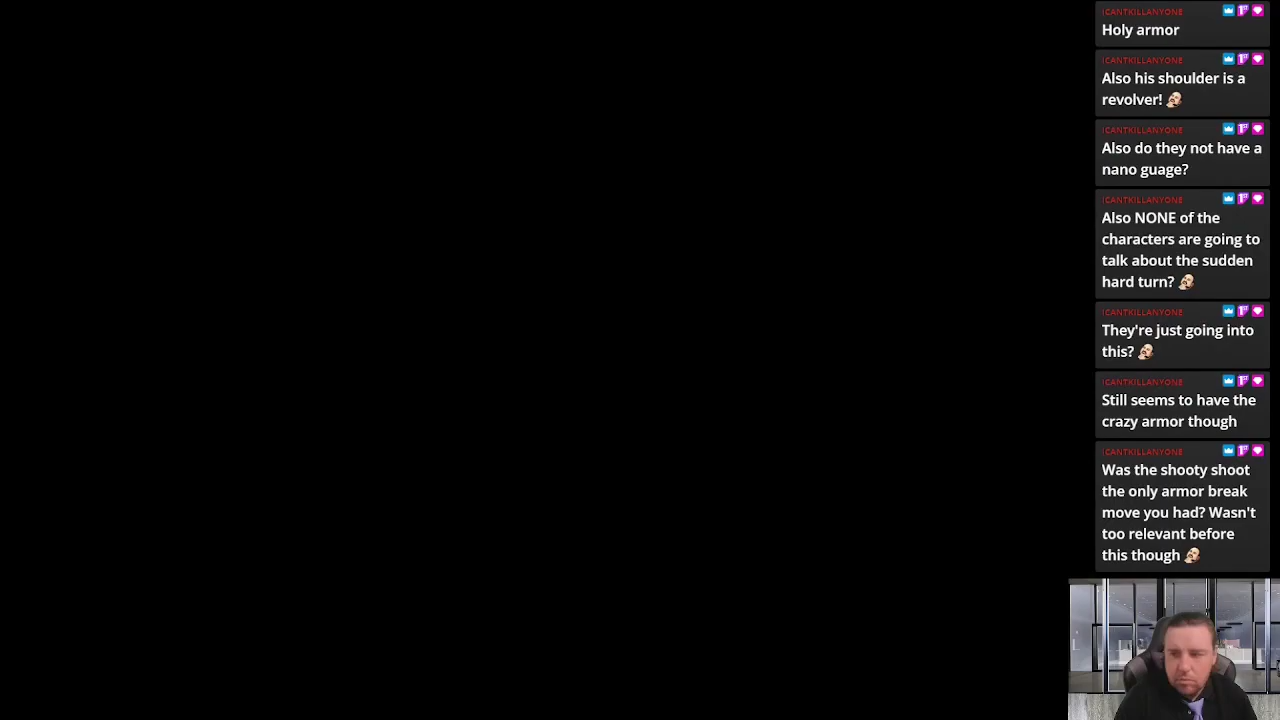 ICANTKILLANYONE
Holy armor
ICANTKILLANYONE
Also his shoulder is a
revolver!
ICANTKILLANYONE
Also do they not have a
nano guage?
ICANTKILLANYONE
Also NONE of the
characters are going to
talk about the sudden
hard turn?
ICANTKILLANYONE
They're just going into
this?
ICANTKILLANYONE
Still seems to have the
crazy armor though
ICANTKILLANYONE
Was the shooty shoot
the only armor break
move you had? Wasn't
too relevant before
this though